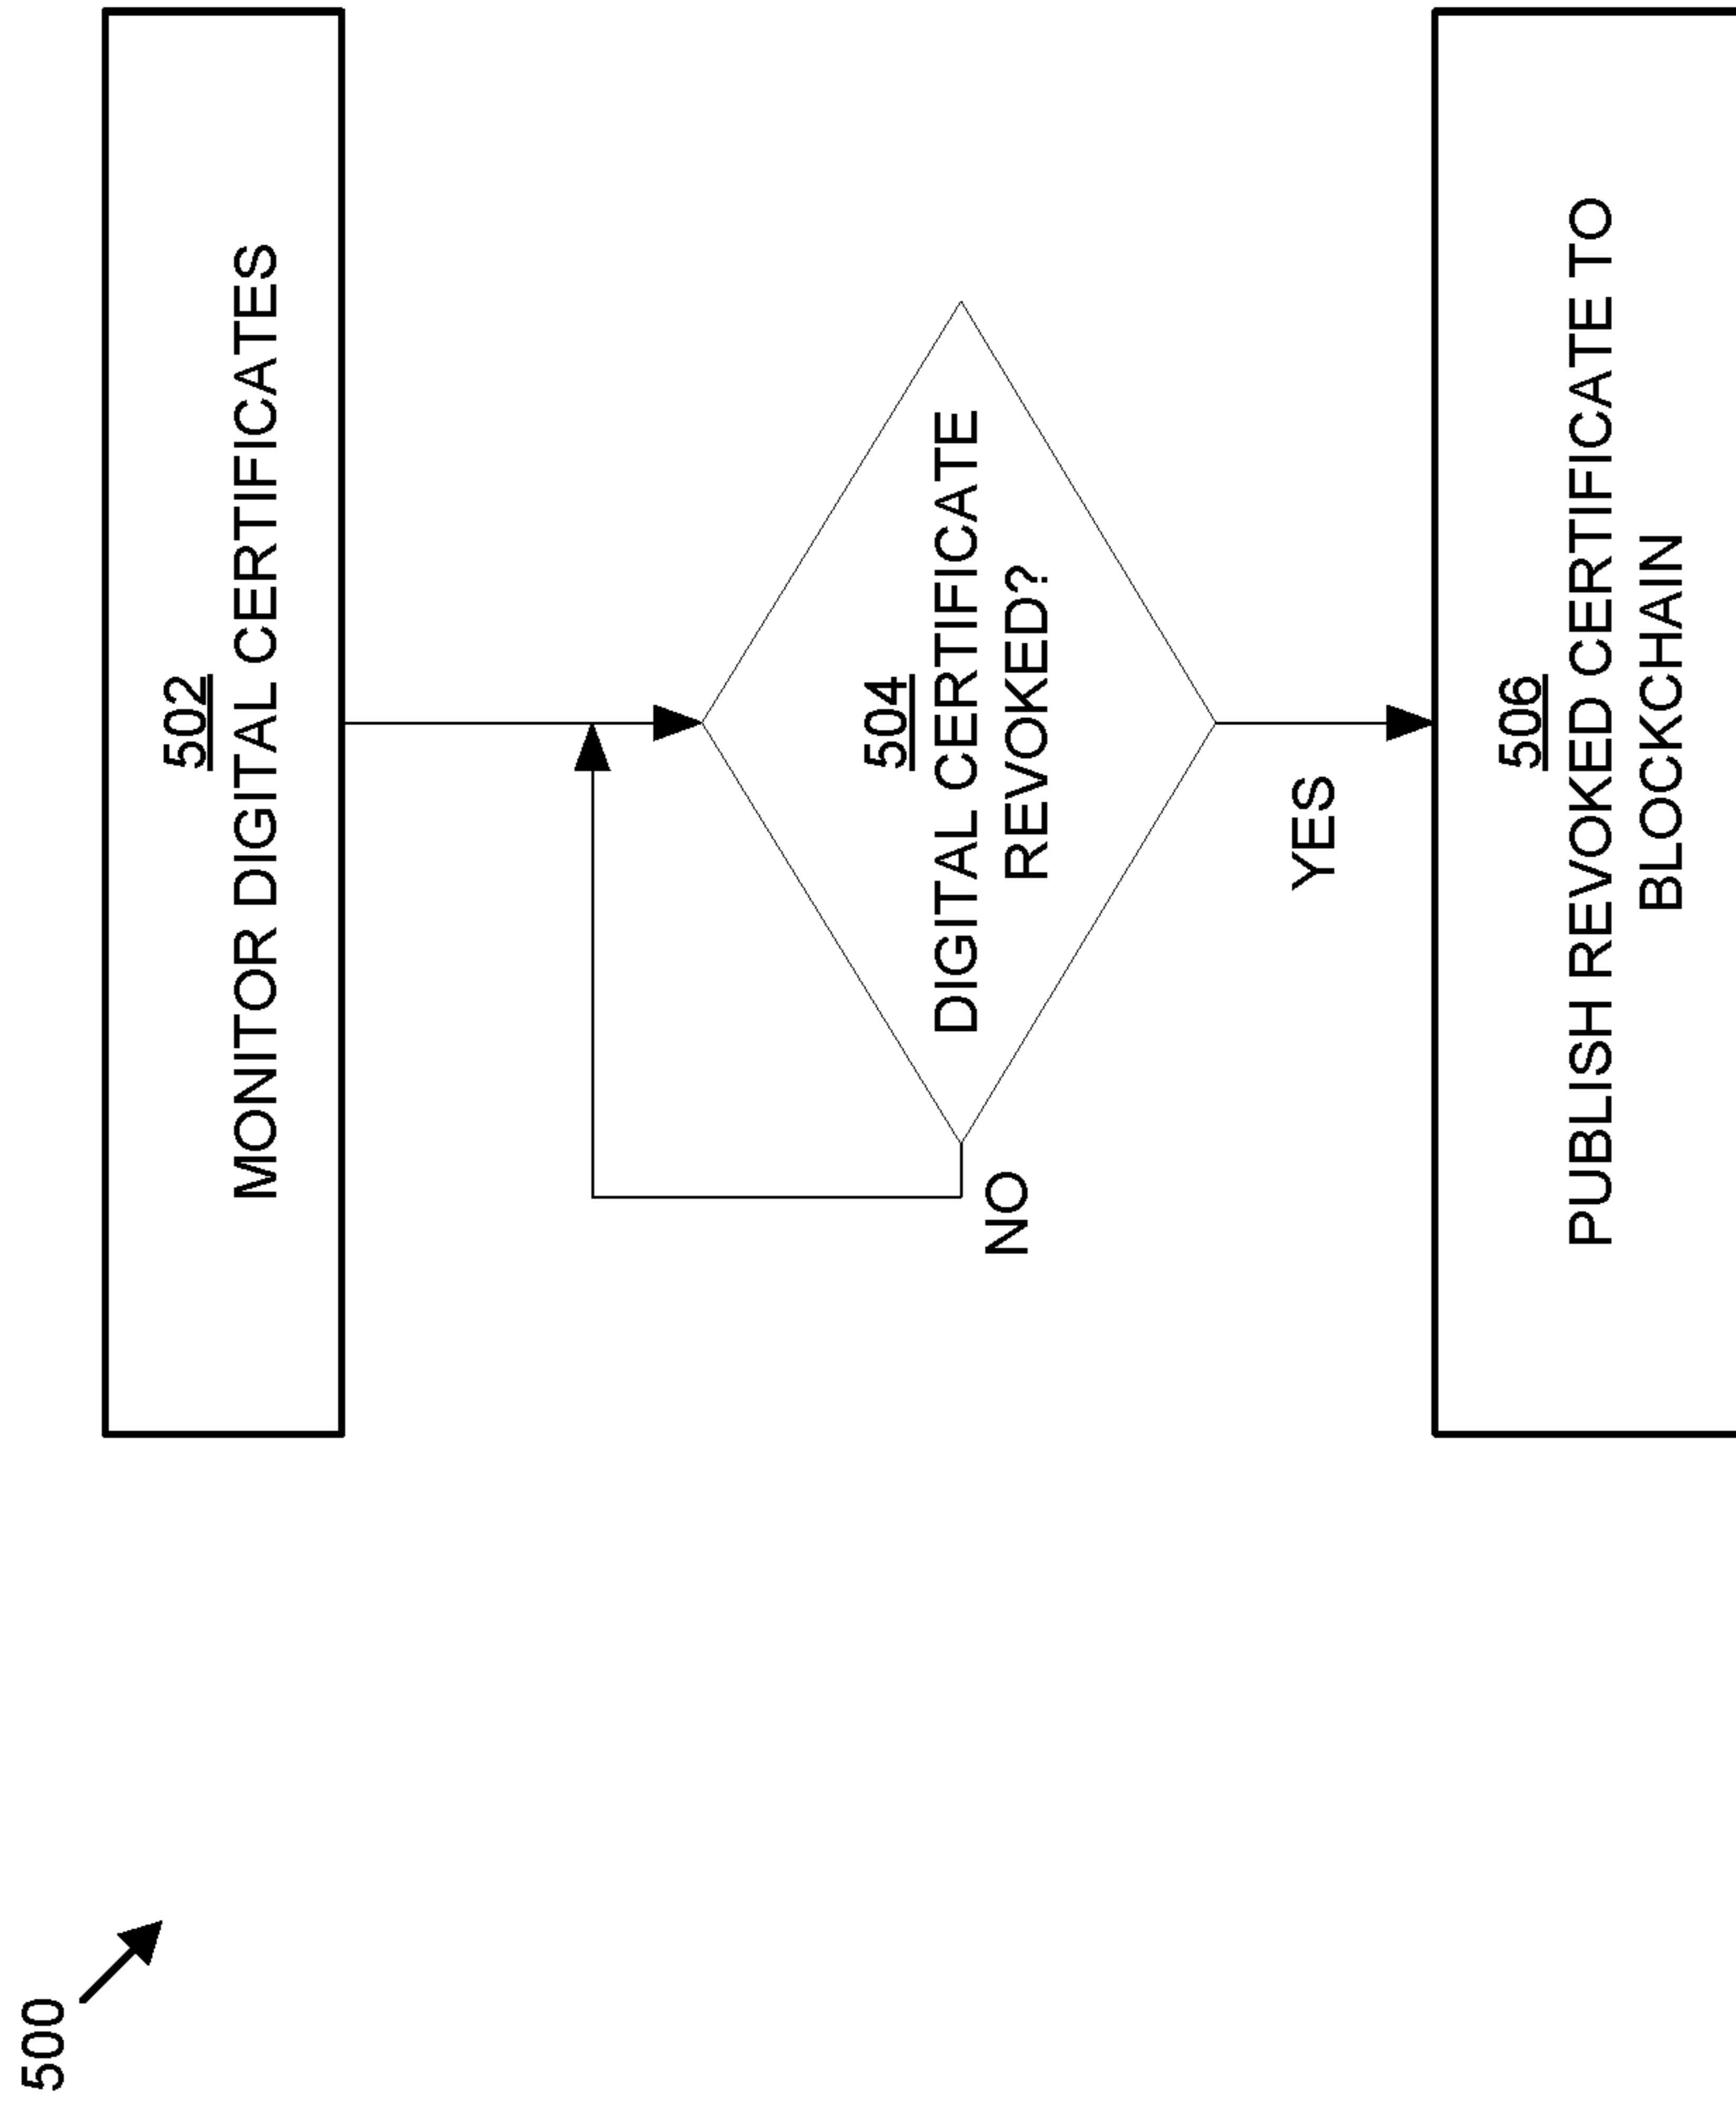 500
502
MONITOR DIGITAL CERTIFICATES
504
DIGITAL CERTIFICATE
REVOKED?
NO
YES
506
PUBLISH REVOKED CERTIFICATE TO
BLOCKCHAIN